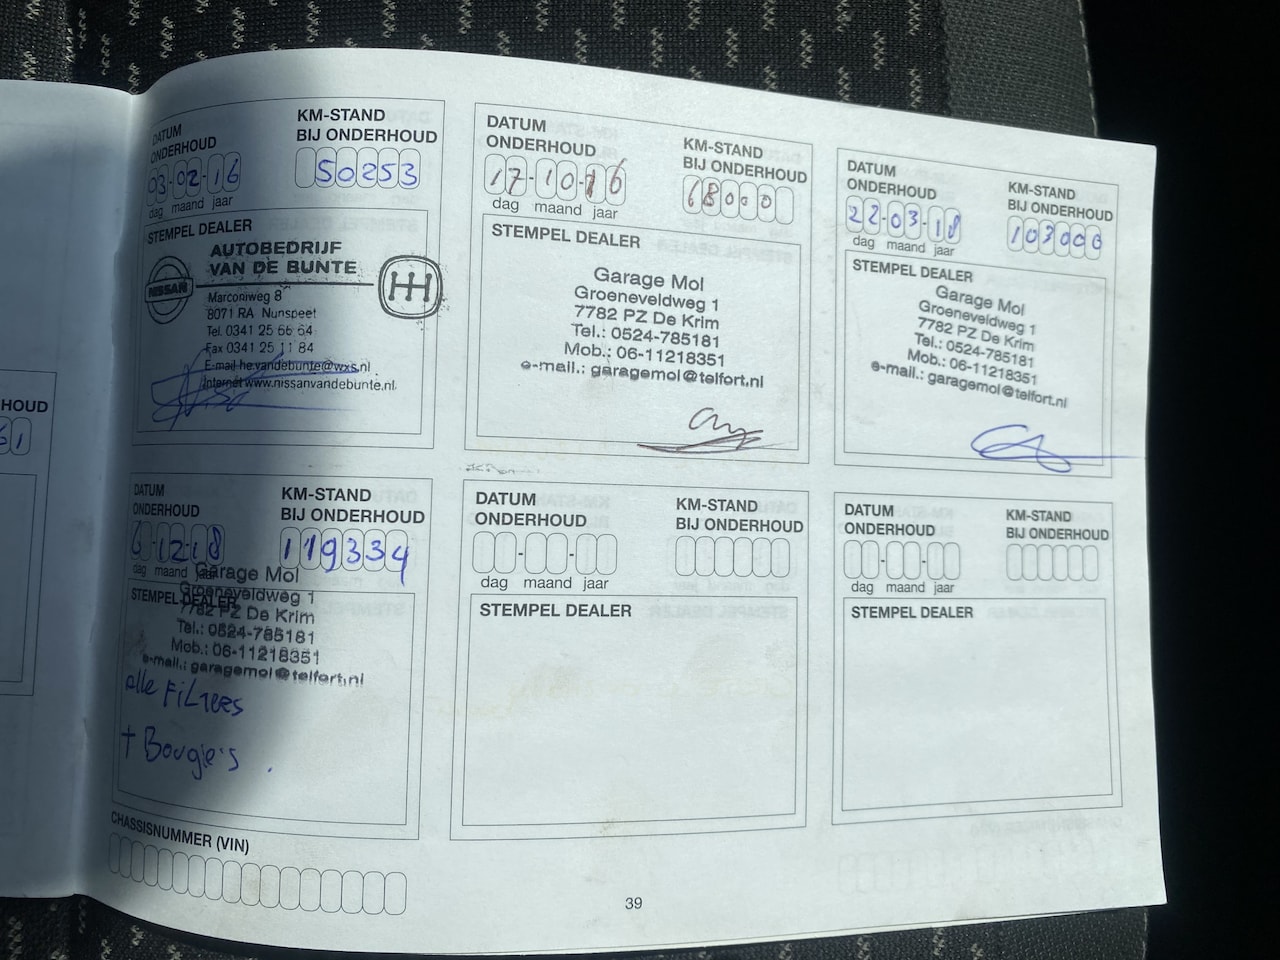 HOUD
61
DATUM
ONDERHOUD
KM-STAND
BIJ ONDERHOUD
03-02-16
50253
dag maand jaar
STEMPEL DEALER
AUTOBEDRIJF
VAN DE BUNTE
NISSAN
Marconiweg 8
8071 RA Nunspeet
Tel. 0341 25 66 64
Fax 0341 25 11 84
E-mail he.vandebunte@wxs.nl
Internet www.nissanvandebunte.nl
DATUM
ONDERHOUD
KM-STAND
BIJ ONDERHOUD
17-10-16
68000
dag maand jaar
STEMPEL DEALER
Garage Mol
Groeneveldweg 1
7782 PZ De Krim
Tel.: 0524-785181
Mob.: 06-11218351
e-mail.: garagemol@telfort.nl
DATUM
ONDERHOUD
KM-STAND
BIJ ONDERHOUD
22-03-18
103000
dag maand jaar
STEMPEL DEALER
Garage Mol
Groeneveldweg 1
7782 PZ De Krim
Tel.: 0524-785181
Mob.: 06-11218351
e-mail.: garagemol@telfort.nl
DATUM
ONDERHOUD
KM-STAND
BIJ ONDERHOUD
6-12-18
119334
dag maand jaar
STEMPEL DEALER
Garage Mol
Groeneveldweg 1
7782 PZ De Krim
Tel.: 0524-785181
Mob.: 06-11218351
e-mail.: garagemol@telfort.nl
alle FiLTERS
+ Bougie's.
DATUM
ONDERHOUD
KM-STAND
BIJ ONDERHOUD
dag maand jaar
STEMPEL DEALER
DATUM
ONDERHOUD
KM-STAND
BIJ ONDERHOUD
dag maand jaar
STEMPEL DEALER
CHASSISNUMMER (VIN)
39